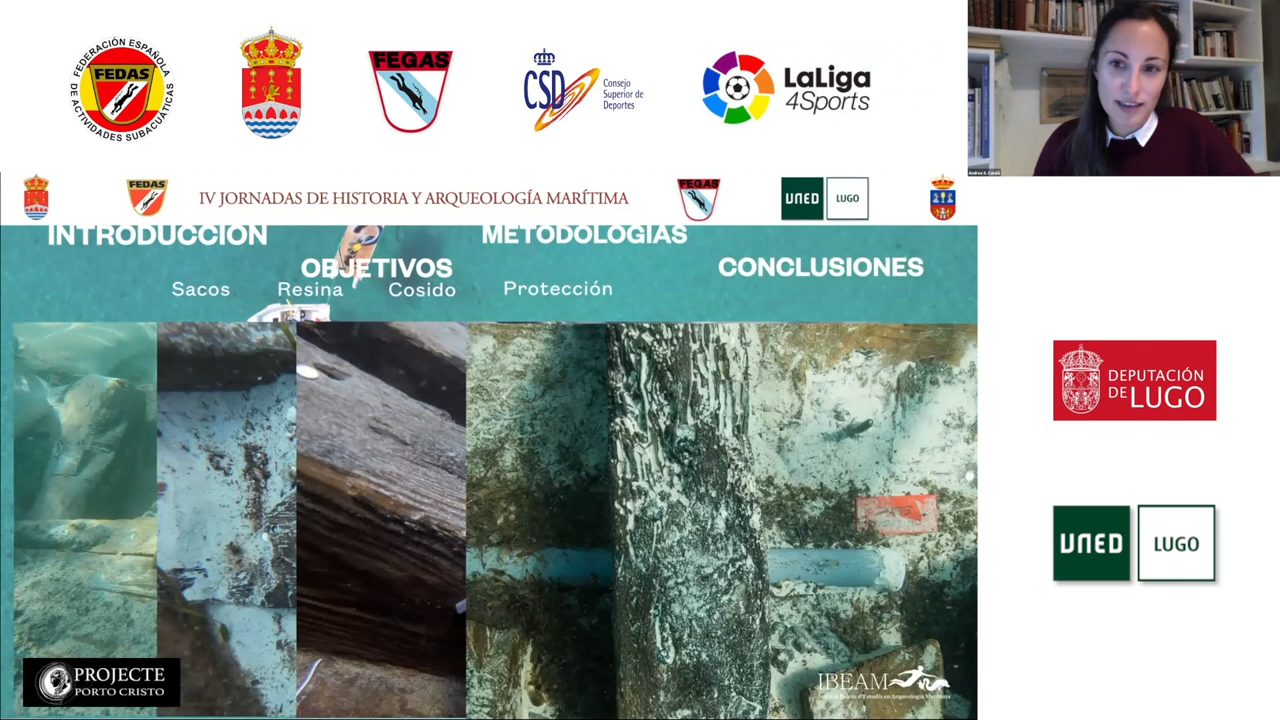 FEDERACIÓN ESPAÑOLA
DE ACTIVIDADES SUBACUÁTICAS
FEDAS
FEGAS
CSD
Consejo
Superior de
Deportes
LaLiga
4Sports
Andrea S. Català
FEDAS
IV JORNADAS DE HISTORIA Y ARQUEOLOGÍA MARÍTIMA
FEGAS
UNED
LUGO
INTRODUCCIÓN
METODOLOGÍAS
OBJETIVOS
CONCLUSIONES
Sacos
Resina
Cosido
Protección
DEPUTACIÓN
DE LUGO
UNED
LUGO
PROJECTE
PORTO CRISTO
IBEAM